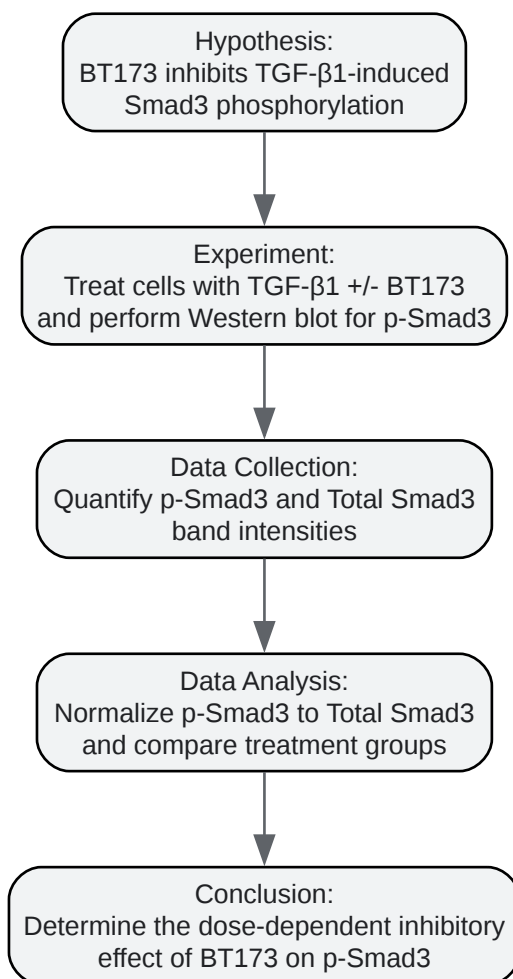 Hypothesis:
BT173 inhibits TGF-β1-induced
Smad3 phosphorylation
Experiment:
Treat cells with TGF-β1 +/- BT173
and perform Western blot for p-Smad3
Data Collection:
Quantify p-Smad3 and Total Smad3
band intensities
Data Analysis:
Normalize p-Smad3 to Total Smad3
and compare treatment groups
Conclusion:
Determine the dose-dependent inhibitory
effect of BT173 on p-Smad3